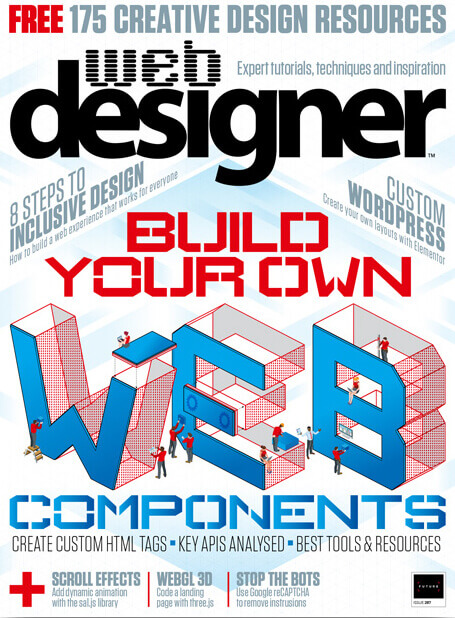 FREE 175 CREATIVE DESIGN RESOURCES
web
Expert tutorials, techniques and inspiration
designer™
8 STEPS TO
INCLUSIVE DESIGN
How to build a web experience that works for everyone
CUSTOM
WORDPRESS
Create your own layouts with Elementor
BUILD
YOUR OWN
WEB
COMPONENTS
CREATE CUSTOM HTML TAGS ▪ KEY APIS ANALYSED ▪ BEST TOOLS & RESOURCES
+
SCROLL EFFECTS
Add dynamic animation
with the sal.js library
WEBGL 3D
Code a landing
page with three.js
STOP THE BOTS
Use Google reCAPTCHA
to remove instrusions
FUTURE
ISSUE 287